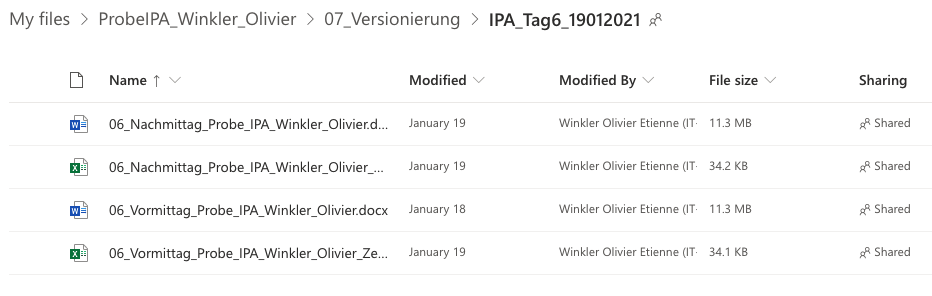 My files > ProbeIPA_Winkler_Olivier > 07_Versionierung > IPA_Tag6_19012021
Name ↑ Modified Modified By File size Sharing
06_Nachmittag_Probe_IPA_Winkler_Olivier.d... January 19 Winkler Olivier Etienne (IT- 11.3 MB Shared
06_Nachmittag_Probe_IPA_Winkler_Olivier_... January 19 Winkler Olivier Etienne (IT- 34.2 KB Shared
06_Vormittag_Probe_IPA_Winkler_Olivier.docx January 18 Winkler Olivier Etienne (IT- 11.3 MB Shared
06_Vormittag_Probe_IPA_Winkler_Olivier_Ze... January 19 Winkler Olivier Etienne (IT- 34.1 KB Shared